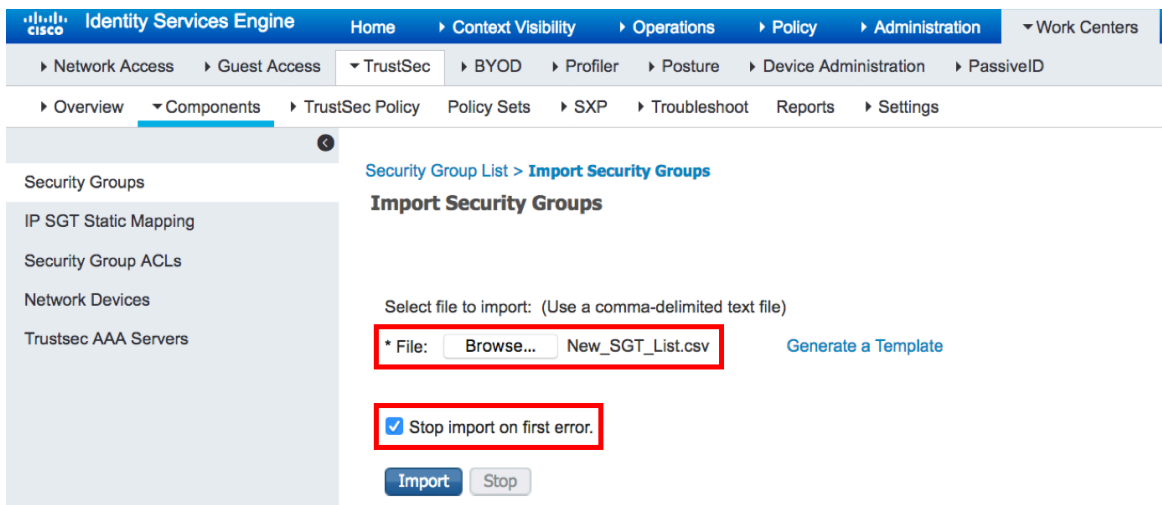 cisco Identity Services Engine Home Context Visibility Operations Policy Administration Work Centers
Network Access Guest Access TrustSec BYOD Profiler Posture Device Administration PassiveID
Overview Components TrustSec Policy Policy Sets SXP Troubleshoot Reports Settings
Security Groups
IP SGT Static Mapping
Security Group ACLs
Network Devices
Trustsec AAA Servers
Security Group List > Import Security Groups
Import Security Groups
Select file to import: (Use a comma-delimited text file)
* File: Browse... New_SGT_List.csv Generate a Template
Stop import on first error.
Import Stop